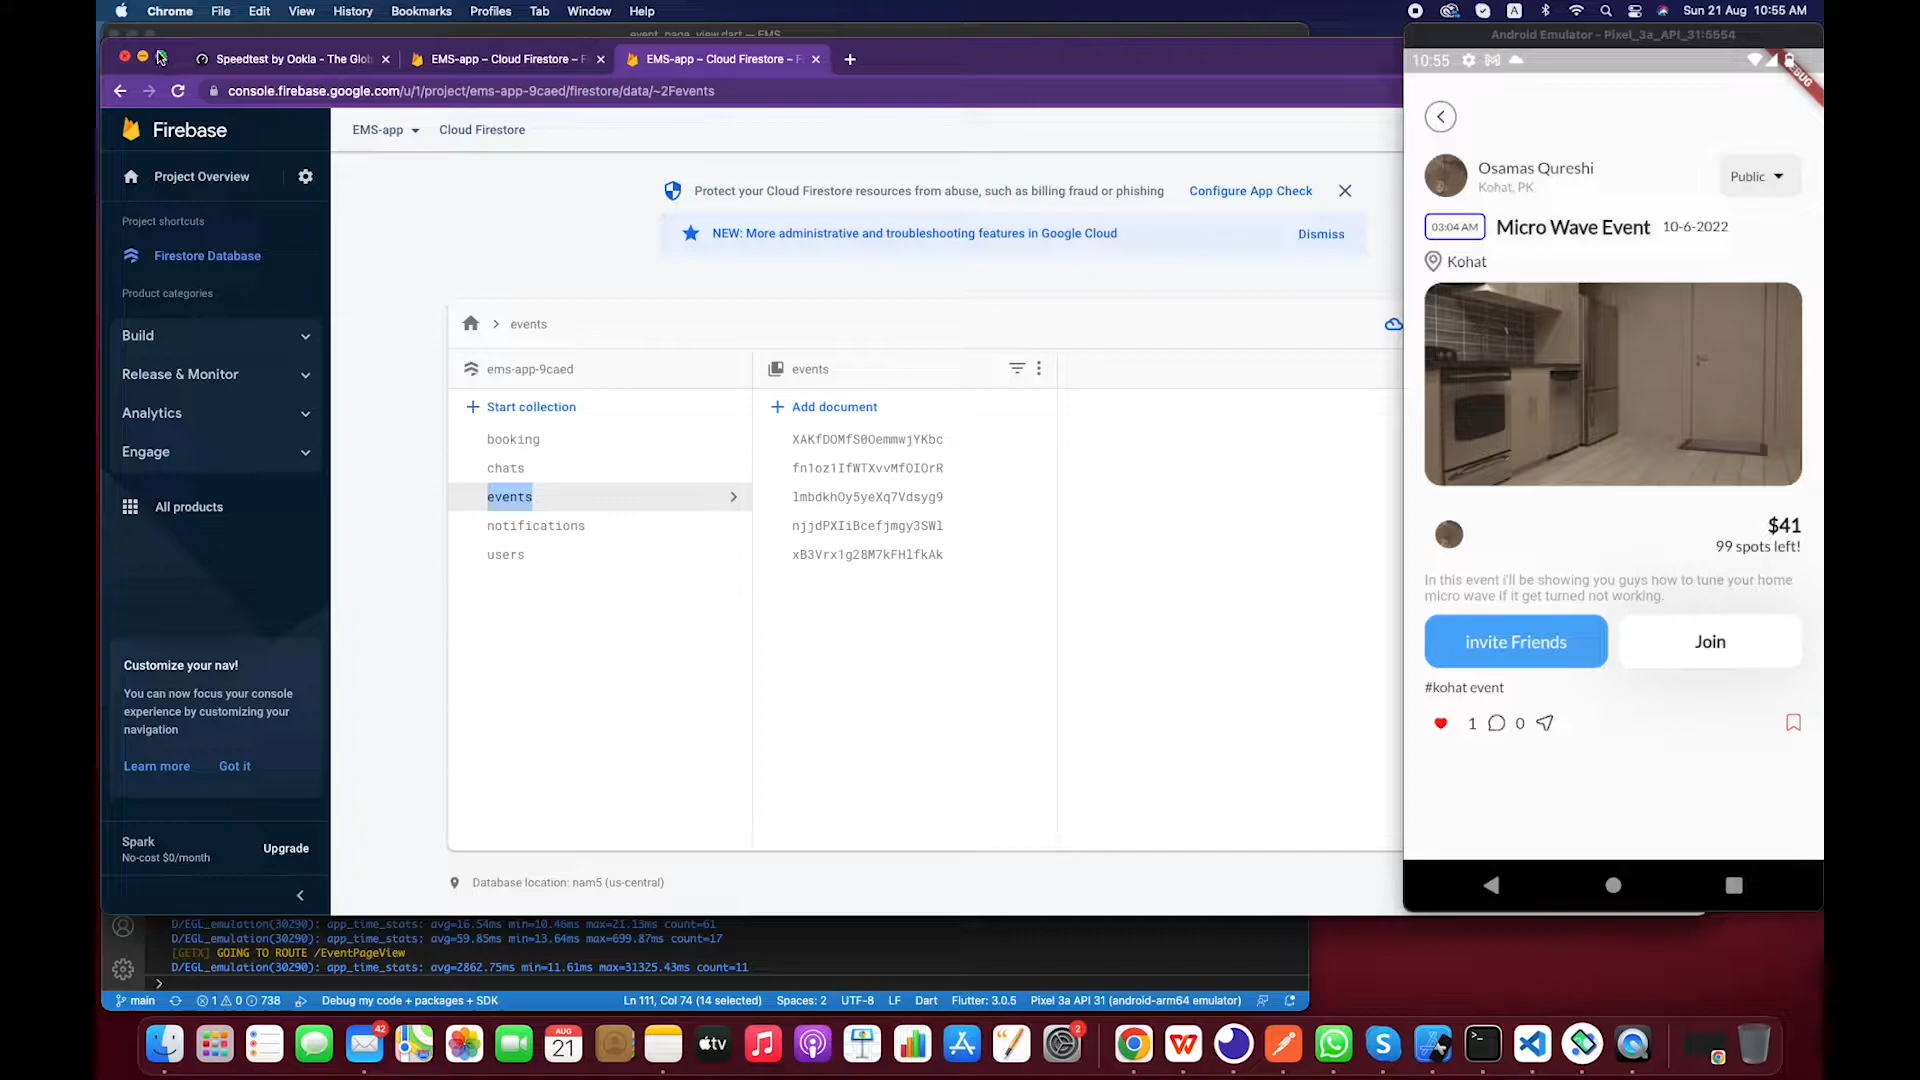 Chrome File Edit View History Bookmarks Profiles Tab Window Help
A
Sun 21 Aug 10:55 AM
event_page_view.dart — EMS
Android Emulator - Pixel_3a_API_31:5554
Speedtest by Ookla - The Glob
EMS-app – Cloud Firestore – F
EMS-app – Cloud Firestore – F
console.firebase.google.com/u/1/project/ems-app-9caed/firestore/data/~2Fevents
Firebase
EMS-app
Cloud Firestore
Project Overview
Project shortcuts
Firestore Database
Product categories
Build
Release & Monitor
Analytics
Engage
All products
Customize your nav!
You can now focus your console
experience by customizing your
navigation
Learn more
Got it
Spark
No-cost $0/month
Upgrade
Protect your Cloud Firestore resources from abuse, such as billing fraud or phishing
Configure App Check
NEW: More administrative and troubleshooting features in Google Cloud
Dismiss
events
ems-app-9caed
events
Start collection
Add document
booking
chats
events
notifications
users
XAKfDOMfS0OemmwjYKbc
fn1oz1IfWTXvvMfOIOrR
lmbdkhOy5yeXq7Vdsyg9
njjdPXIiBcefjmgy3SWl
xB3Vrx1g28M7kFHlfkAk
Database location: nam5 (us-central)
10:55
DEBUG
Osamas Qureshi
Kohat, PK
Public
03:04 AM
Micro Wave Event
10-6-2022
Kohat
$41
99 spots left!
In this event i'll be showing you guys how to tune your home
micro wave if it get turned not working.
invite Friends
Join
#kohat event
1
0
D/EGL_emulation(30290): app_time_stats: avg=16.54ms min=10.46ms max=21.13ms count=61
D/EGL_emulation(30290): app_time_stats: avg=59.85ms min=13.64ms max=699.87ms count=17
[GETX] GOING TO ROUTE /EventPageView
D/EGL_emulation(30290): app_time_stats: avg=2862.75ms min=11.61ms max=31325.43ms count=11
main
1 0 738
Debug my code + packages + SDK
Ln 111, Col 74 (14 selected)
Spaces: 2
UTF-8
LF
Dart
Flutter: 3.0.5
Pixel 3a API 31 (android-arm64 emulator)
42
AUG
21
tv
2